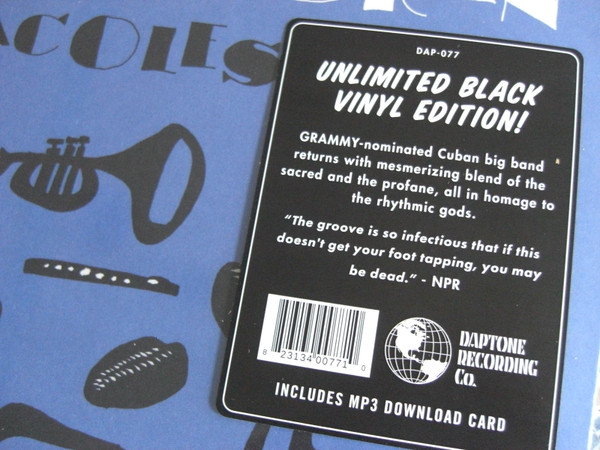 ACOLES
DAP-077
UNLIMITED BLACK
VINYL EDITION!
GRAMMY-nominated Cuban big band
returns with mesmerizing blend of the
sacred and the profane, all in homage to
the rhythmic gods.
“The groove is so infectious that if this
doesn't get your foot tapping, you may
be dead.” - NPR
8 23134 00771 0
DAPTONE
RECORDING
Co.
INCLUDES MP3 DOWNLOAD CARD